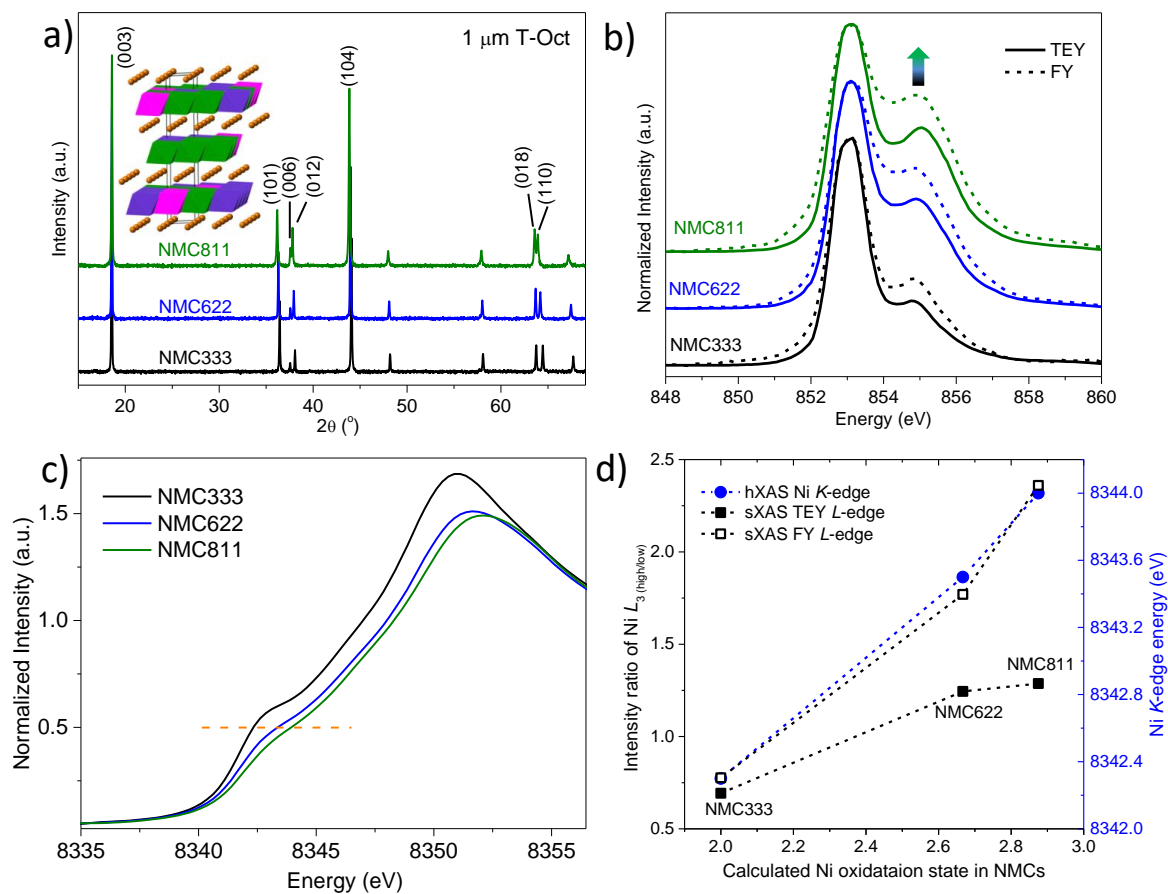 a)
1 μm T-Oct
(003)
(104)
(101)
(006)
(012)
(018)
(110)
NMC811
NMC622
NMC333
Intensity (a.u.)
20 30 40 50 60
2θ (°)
b)
TEY
FY
NMC811
NMC622
NMC333
Normalized Intensity (a.u.)
848 850 852 854 856 858 860
Energy (eV)
c)
NMC333
NMC622
NMC811
Normalized Intensity (a.u.)
1.5
1.0
0.5
8335 8340 8345 8350 8355
Energy (eV)
d)
hXAS Ni K-edge
sXAS TEY L-edge
sXAS FY L-edge
NMC811
NMC622
NMC333
Intensity ratio of Ni L3 (high/low)
2.5
2.0
1.5
1.0
0.5
8344.0
8343.6
8343.2
8342.8
8342.4
8342.0
Ni K-edge energy (eV)
2.0 2.2 2.4 2.6 2.8 3.0
Calculated Ni oxidataion state in NMCs